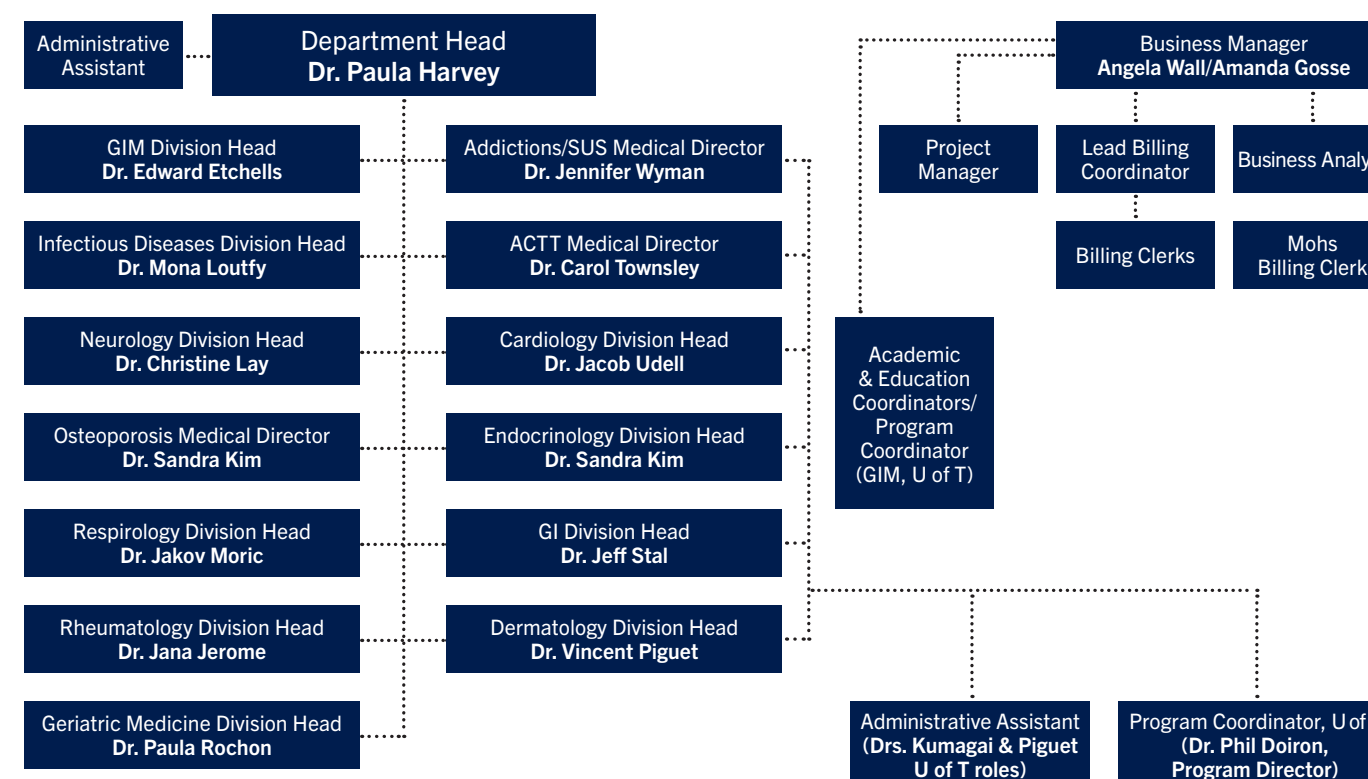 Administrative
Assistant
Department Head
Dr. Paula Harvey
Business Manager
Angela Wall/Amanda Gosse
GIM Division Head
Dr. Edward Etchells
Addictions/SUS Medical Director
Dr. Jennifer Wyman
Project
Manager
Lead Billing
Coordinator
Business
Infectious Diseases Division Head
Dr. Mona Loutfy
ACTT Medical Director
Dr. Carol Townsley
Billing Clerks
Mohs
Billing Clerk
Neurology Division Head
Dr. Christine Lay
Cardiology Division Head
Dr. Jacob Udell
Academic
& Education
Coordinators/
Program
Coordinator
(GIM, U of T)
Osteoporosis Medical Director
Dr. Sandra Kim
Endocrinology Division Head
Dr. Sandra Kim
Respirology Division Head
Dr. Jakov Moric
GI Division Head
Dr. Jeff Stal
Rheumatology Division Head
Dr. Jana Jerome
Dermatology Division Head
Dr. Vincent Piguet
Geriatric Medicine Division Head
Dr. Paula Rochon
Administrative Assistant
(Drs. Kumagai & Piguet
U of T roles)
Program Coordinator, U of
(Dr. Phil Doiron,
Program Director)